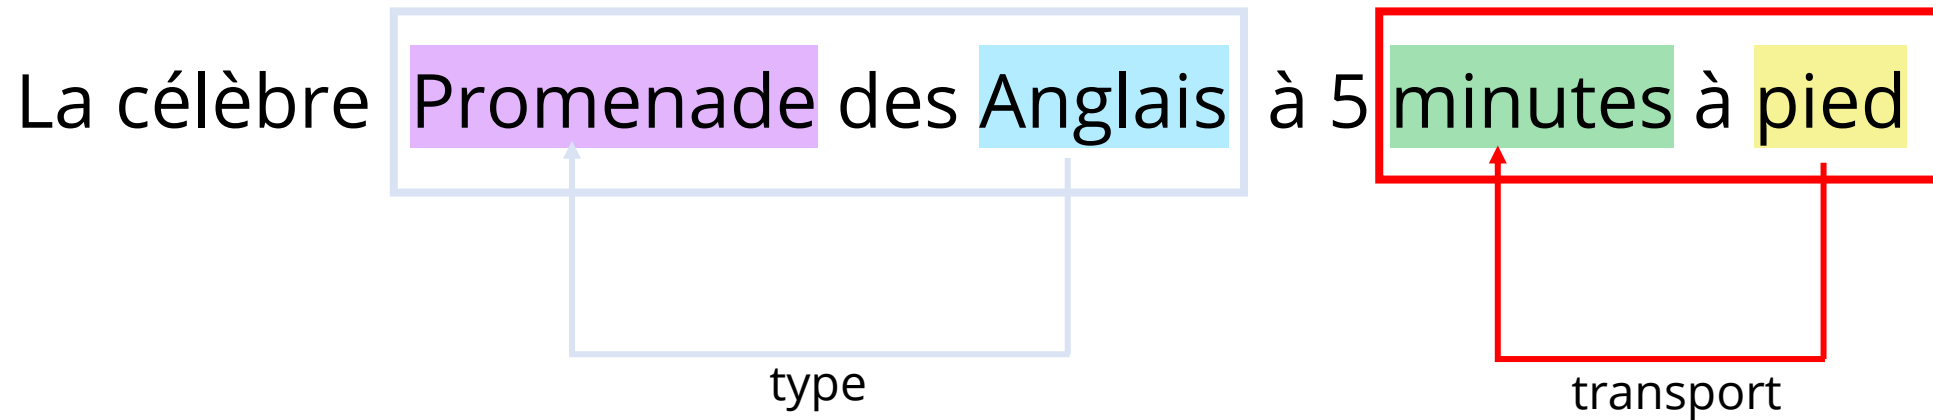 La célèbre Promenade des Anglais à 5 minutes à pied
type
transport